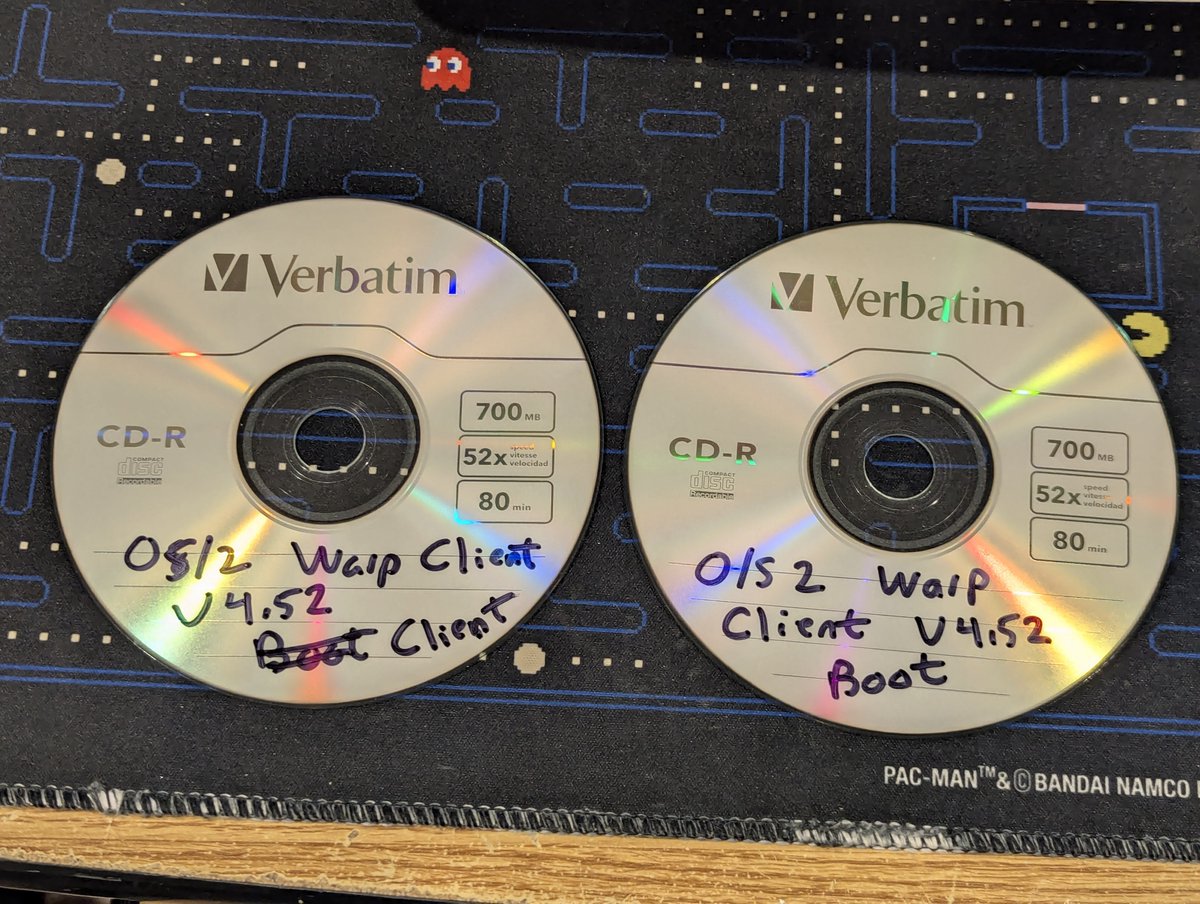 Verbatim
CD-R
COMPACT
disc
Recordable
700 MB
52x speed vitesse velocidad
80 min
OS/2 Warp Client
V 4.52
Boot Client
Verbatim
CD-R
COMPACT
disc
Recordable
700 MB
52x speed vitesse velocidad
80 min
O/S 2 Warp
Client V4.52
Boot
PAC-MAN™&©BANDAI NAMCO